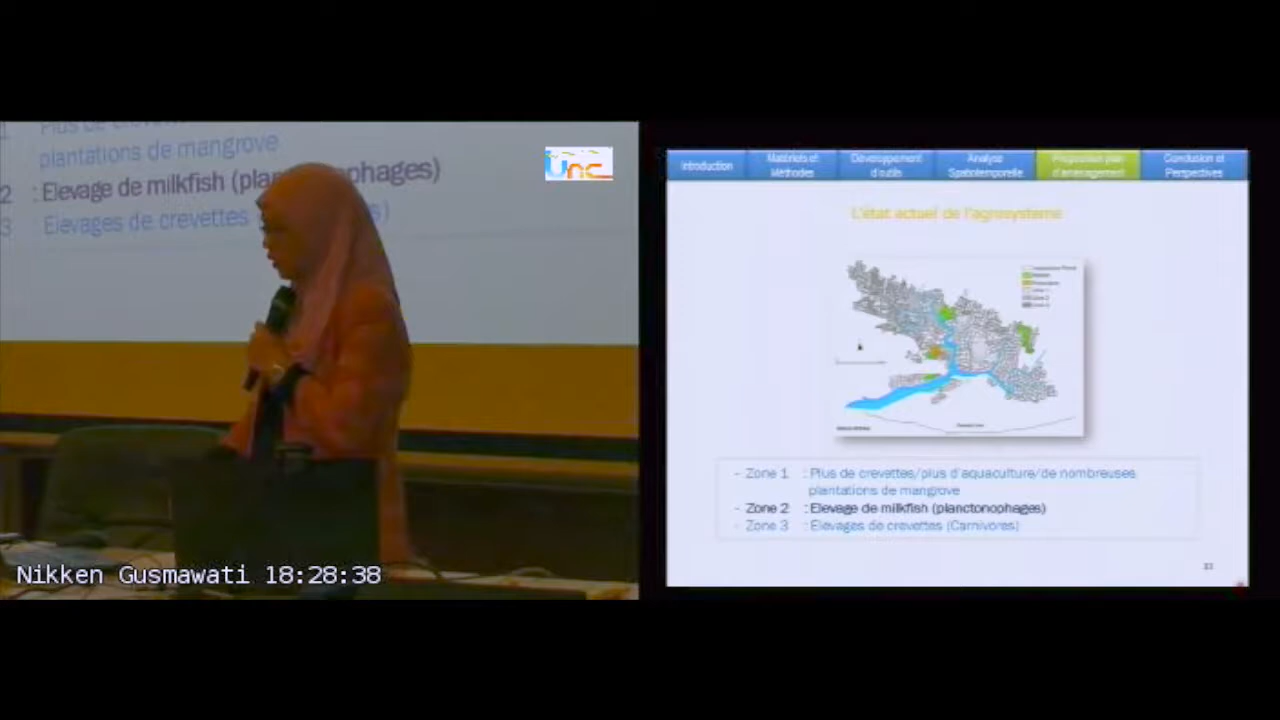 plantations de mangrove
2 : Elevage de milkfish (plan ophages)
3 Elevages de crevettes
Unc
Nikken Gusmawati 18:28:38
Introduction
Matériels et
Méthodes
Développement
d'outils
Analyse
Spatiotemporelle
Proposition plan
d'aménagement
Conclusion et
Perspectives
L'état actuel de l'agrosystème
- Zone 1 : Plus de crevettes/plus d'aquaculture/de nombreuses
plantations de mangrove
- Zone 2 : Elevage de milkfish (planctonophages)
- Zone 3 : Elevages de crevettes (Carnivores)